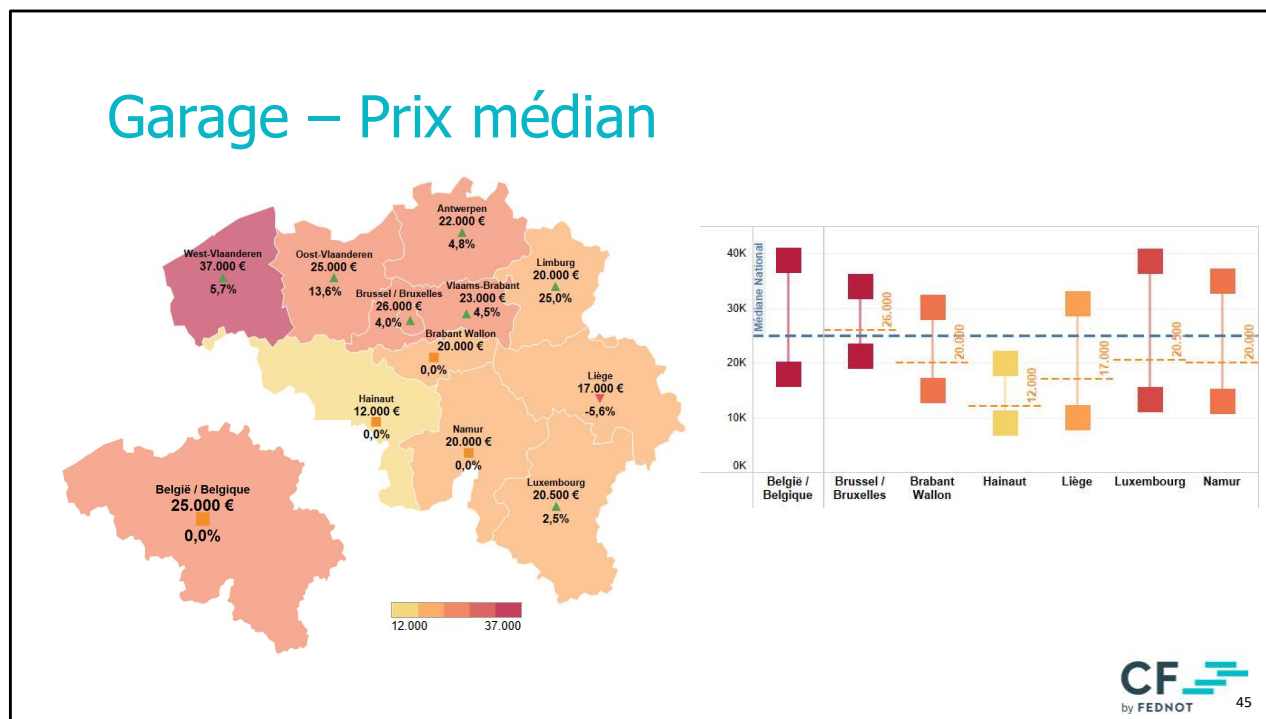 Garage – Prix médian
Antwerpen
22.000 €
4,8%
West-Vlaanderen
37.000 €
5,7%
Oost-Vlaanderen
25.000 €
13,6%
Limburg
20.000 €
25,0%
Brussel / Bruxelles
26.000 €
4,0%
Vlaams-Brabant
23.000 €
4,5%
Brabant Wallon
20.000 €
0,0%
Liège
17.000 €
-5,6%
Hainaut
12.000 €
0,0%
Namur
20.000 €
0,0%
Luxembourg
20.500 €
2,5%
België / Belgique
25.000 €
0,0%
12.000 37.000
40K
30K
20K
10K
0K
Médiane National
26.000
20.000
12.000
17.000
20.500
20.000
België /
Belgique
Brussel /
Bruxelles
Brabant
Wallon
Hainaut
Liège
Luxembourg
Namur
CF
by FEDNOT
45